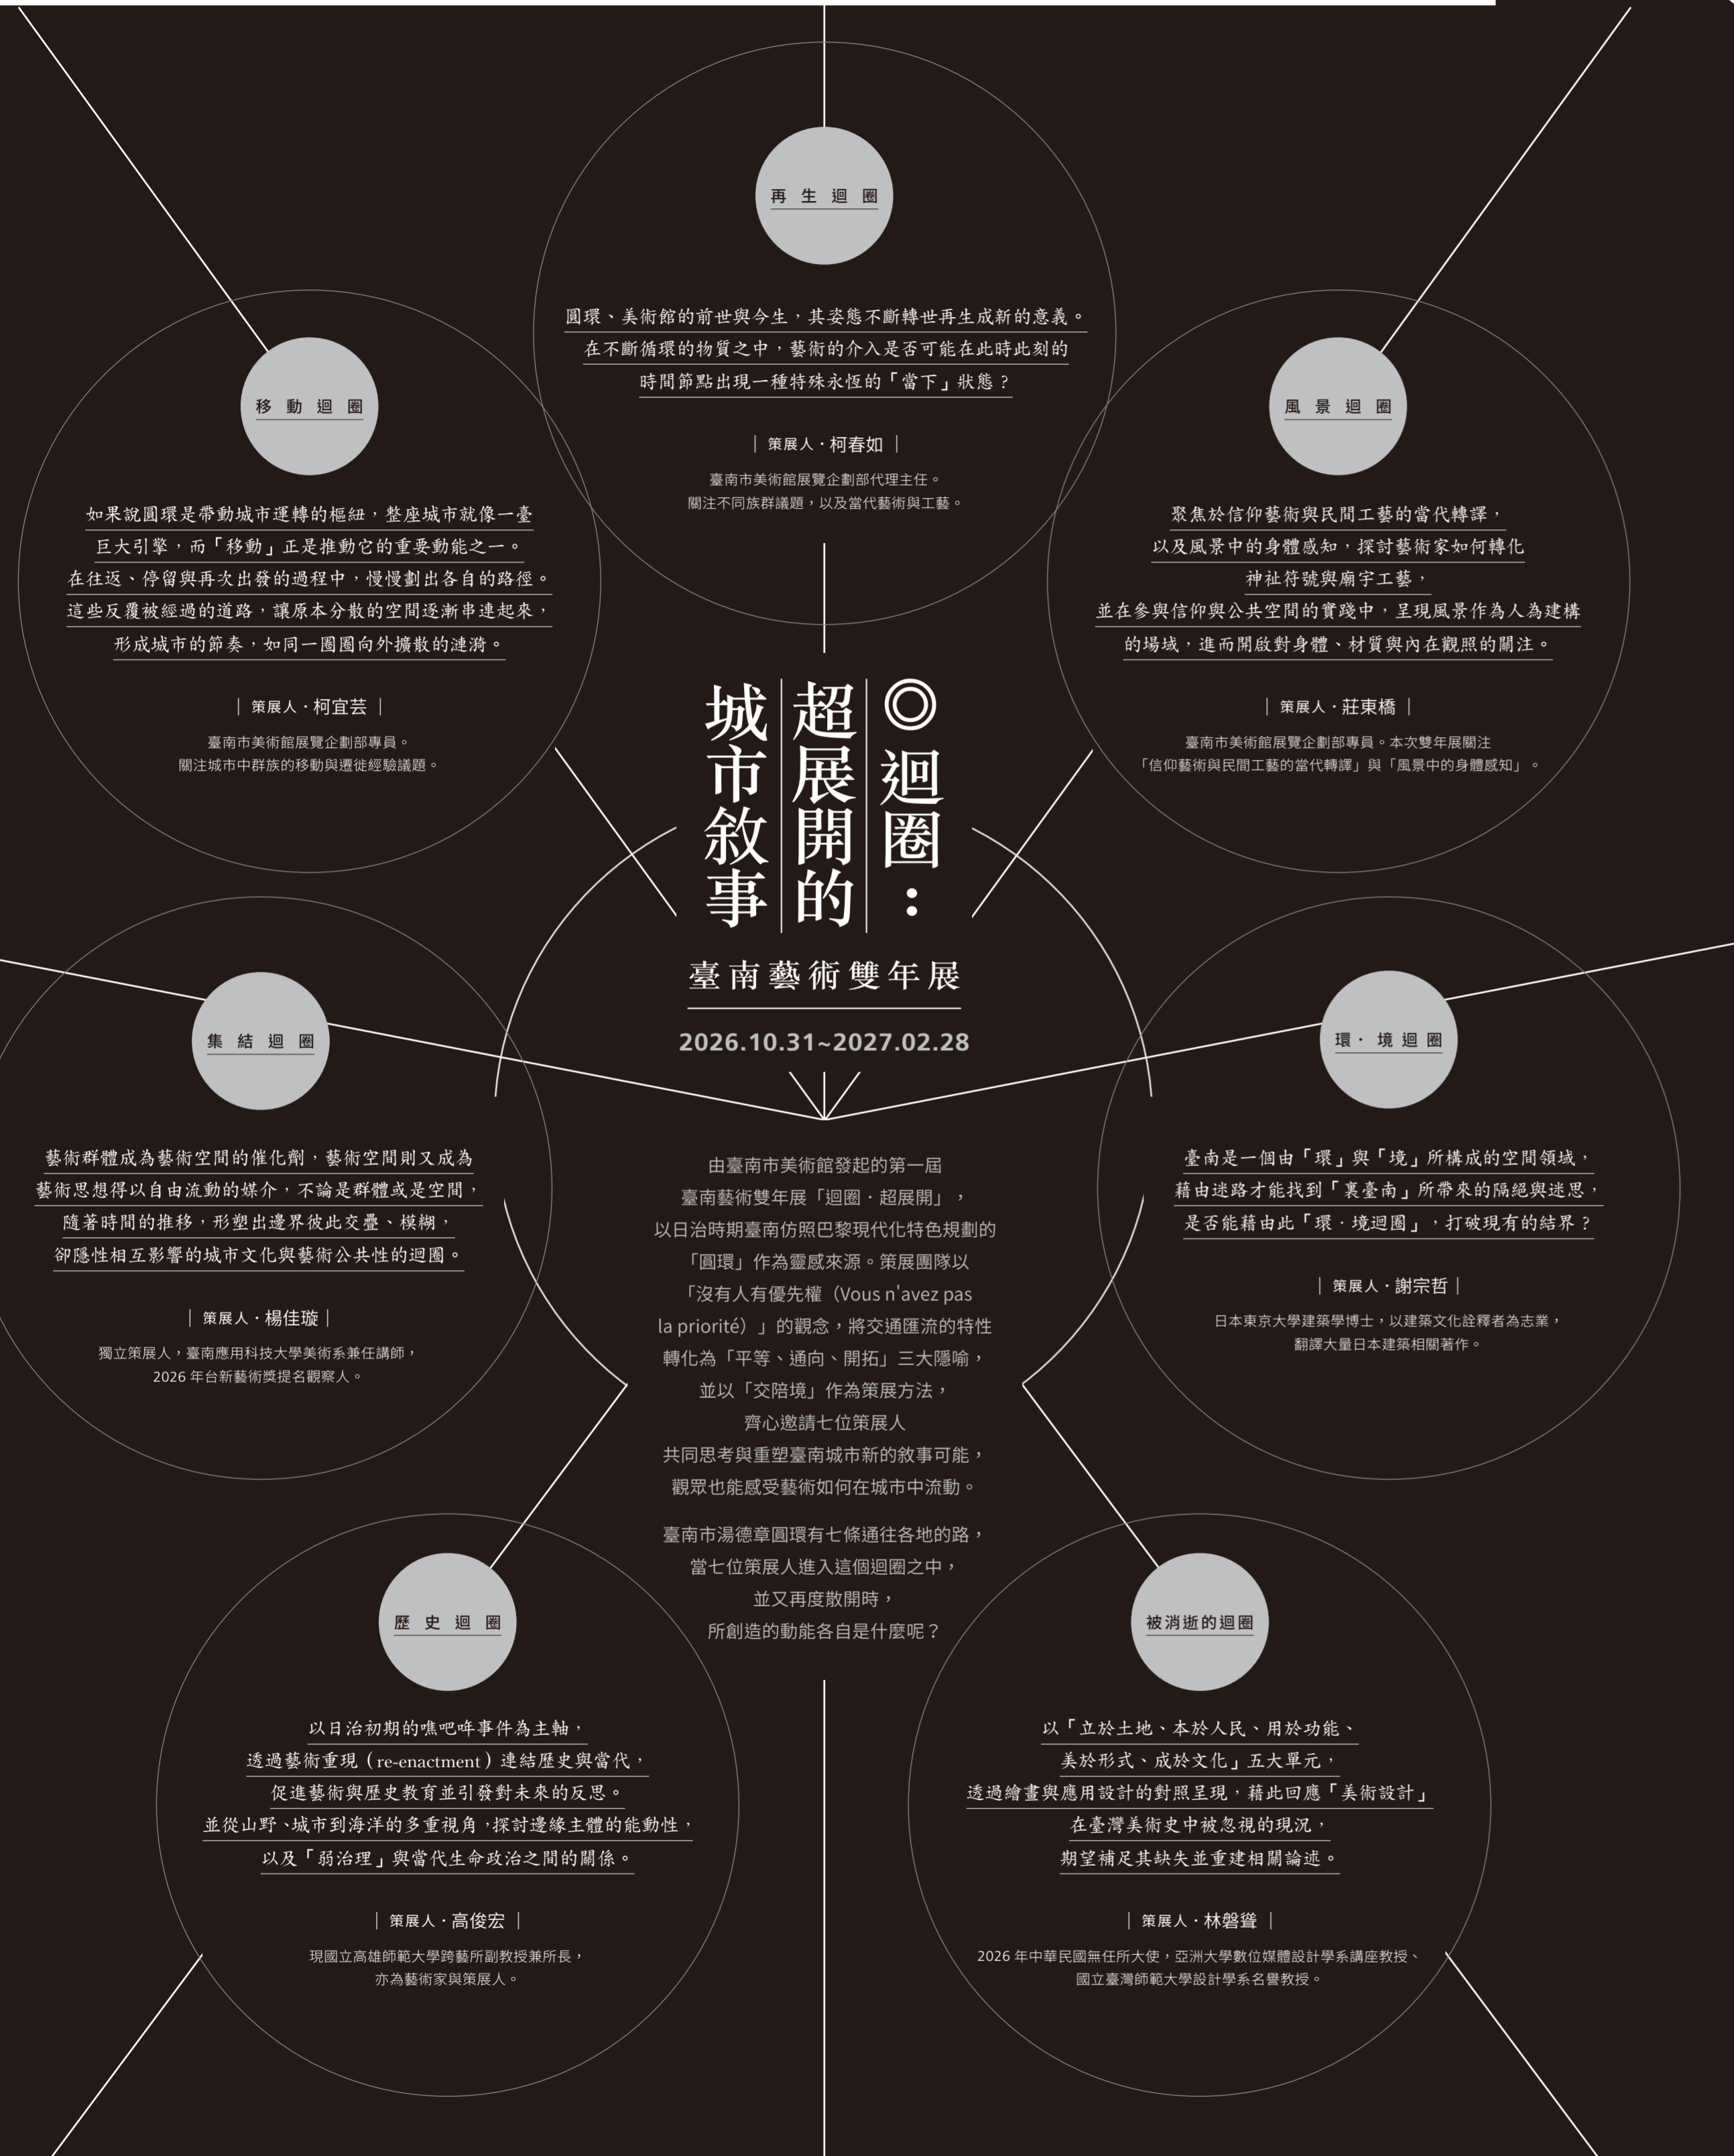 再生迴圈
圓環、美術館的前世與今生，其姿態不斷轉世再生成新的意義。
在不斷循環的物質之中，藝術的介入是否可能在此時此刻的
時間節點出現一種特殊永恆的「當下」狀態？
｜策展人・柯春如｜
臺南市美術館展覽企劃部代理主任。
關注不同族群議題，以及當代藝術與工藝。
移動迴圈
如果說圓環是帶動城市運轉的樞紐，整座城市就像一臺
巨大引擎，而「移動」正是推動它的重要動能之一。
在往返、停留與再次出發的過程中，慢慢劃出各自的路徑。
這些反覆被經過的道路，讓原本分散的空間逐漸串連起來，
形成城市的節奏，如同一圈圈向外擴散的漣漪。
｜策展人・柯宜芸｜
臺南市美術館展覽企劃部專員。
關注城市中群族的移動與遷徙經驗議題。
風景迴圈
聚焦於信仰藝術與民間工藝的當代轉譯，
以及風景中的身體感知，探討藝術家如何轉化
神祉符號與廟宇工藝，
並在參與信仰與公共空間的實踐中，呈現風景作為人為建構
的場域，進而開啟對身體、材質與內在觀照的關注。
｜策展人・莊東橋｜
臺南市美術館展覽企劃部專員。本次雙年展關注
「信仰藝術與民間工藝的當代轉譯」與「風景中的身體感知」。
◎迴圈：
超展開的
城市敘事
臺南藝術雙年展
2026.10.31~2027.02.28
由臺南市美術館發起的第一屆
臺南藝術雙年展「迴圈・超展開」，
以日治時期臺南仿照巴黎現代化特色規劃的
「圓環」作為靈感來源。策展團隊以
「沒有人有優先權（Vous n'avez pas
la priorité）」的觀念，將交通匯流的特性
轉化為「平等、通向、開拓」三大隱喻，
並以「交陪境」作為策展方法，
齊心邀請七位策展人
共同思考與重塑臺南城市新的敘事可能，
觀眾也能感受藝術如何在城市中流動。
臺南市湯德章圓環有七條通往各地的路，
當七位策展人進入這個迴圈之中，
並又再度散開時，
所創造的動能各自是什麼呢？
集結迴圈
藝術群體成為藝術空間的催化劑，藝術空間則又成為
藝術思想得以自由流動的媒介，不論是群體或是空間，
隨著時間的推移，形塑出邊界彼此交疊、模糊，
卻隱性相互影響的城市文化與藝術公共性的迴圈。
｜策展人・楊佳璇｜
獨立策展人，臺南應用科技大學美術系兼任講師，
2026 年台新藝術獎提名觀察人。
環・境迴圈
臺南是一個由「環」與「境」所構成的空間領域，
藉由迷路才能找到「裏臺南」所帶來的隔絕與迷思，
是否能藉由此「環・境迴圈」，打破現有的結界？
｜策展人・謝宗哲｜
日本東京大學建築學博士，以建築文化詮釋者為志業，
翻譯大量日本建築相關著作。
歷史迴圈
以日治初期的噍吧哖事件為主軸，
透過藝術重現（re-enactment）連結歷史與當代，
促進藝術與歷史教育並引發對未來的反思。
並從山野、城市到海洋的多重視角，探討邊緣主體的能動性，
以及「弱治理」與當代生命政治之間的關係。
｜策展人・高俊宏｜
現國立高雄師範大學跨藝所副教授兼所長，
亦為藝術家與策展人。
被消逝的迴圈
以「立於土地、本於人民、用於功能、
美於形式、成於文化」五大單元，
透過繪畫與應用設計的對照呈現，藉此回應「美術設計」
在臺灣美術史中被忽視的現況，
期望補足其缺失並重建相關論述。
｜策展人・林磐聳｜
2026 年中華民國無任所大使，亞洲大學數位媒體設計學系講座教授、
國立臺灣師範大學設計學系名譽教授。